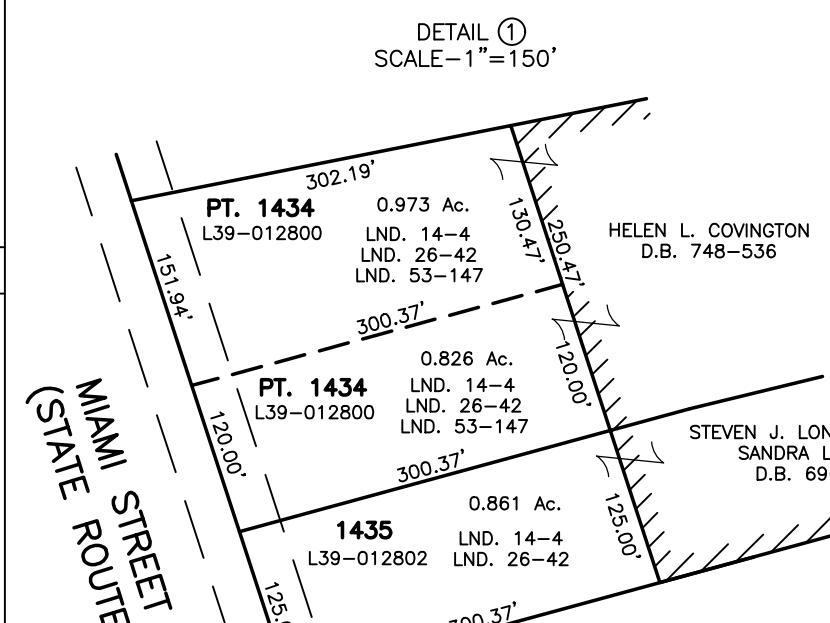 DETAIL 1
SCALE-1"=150'
302.19'
PT. 1434
L39-012800
0.973 Ac.
LND. 14-4
LND. 26-42
LND. 53-147
130.47'
250.47'
HELEN L. COVINGTON
D.B. 748-536
151.94'
300.37'
PT. 1434
L39-012800
0.826 Ac.
LND. 14-4
LND. 26-42
LND. 53-147
120.00'
120.00'
MIAMI STREET
(STATE ROUTE
300.37'
STEVEN J.
SANDRA
D.B.
1435
L39-012802
0.861 Ac.
LND. 14-4
LND. 26-42
125.00'
300.37'